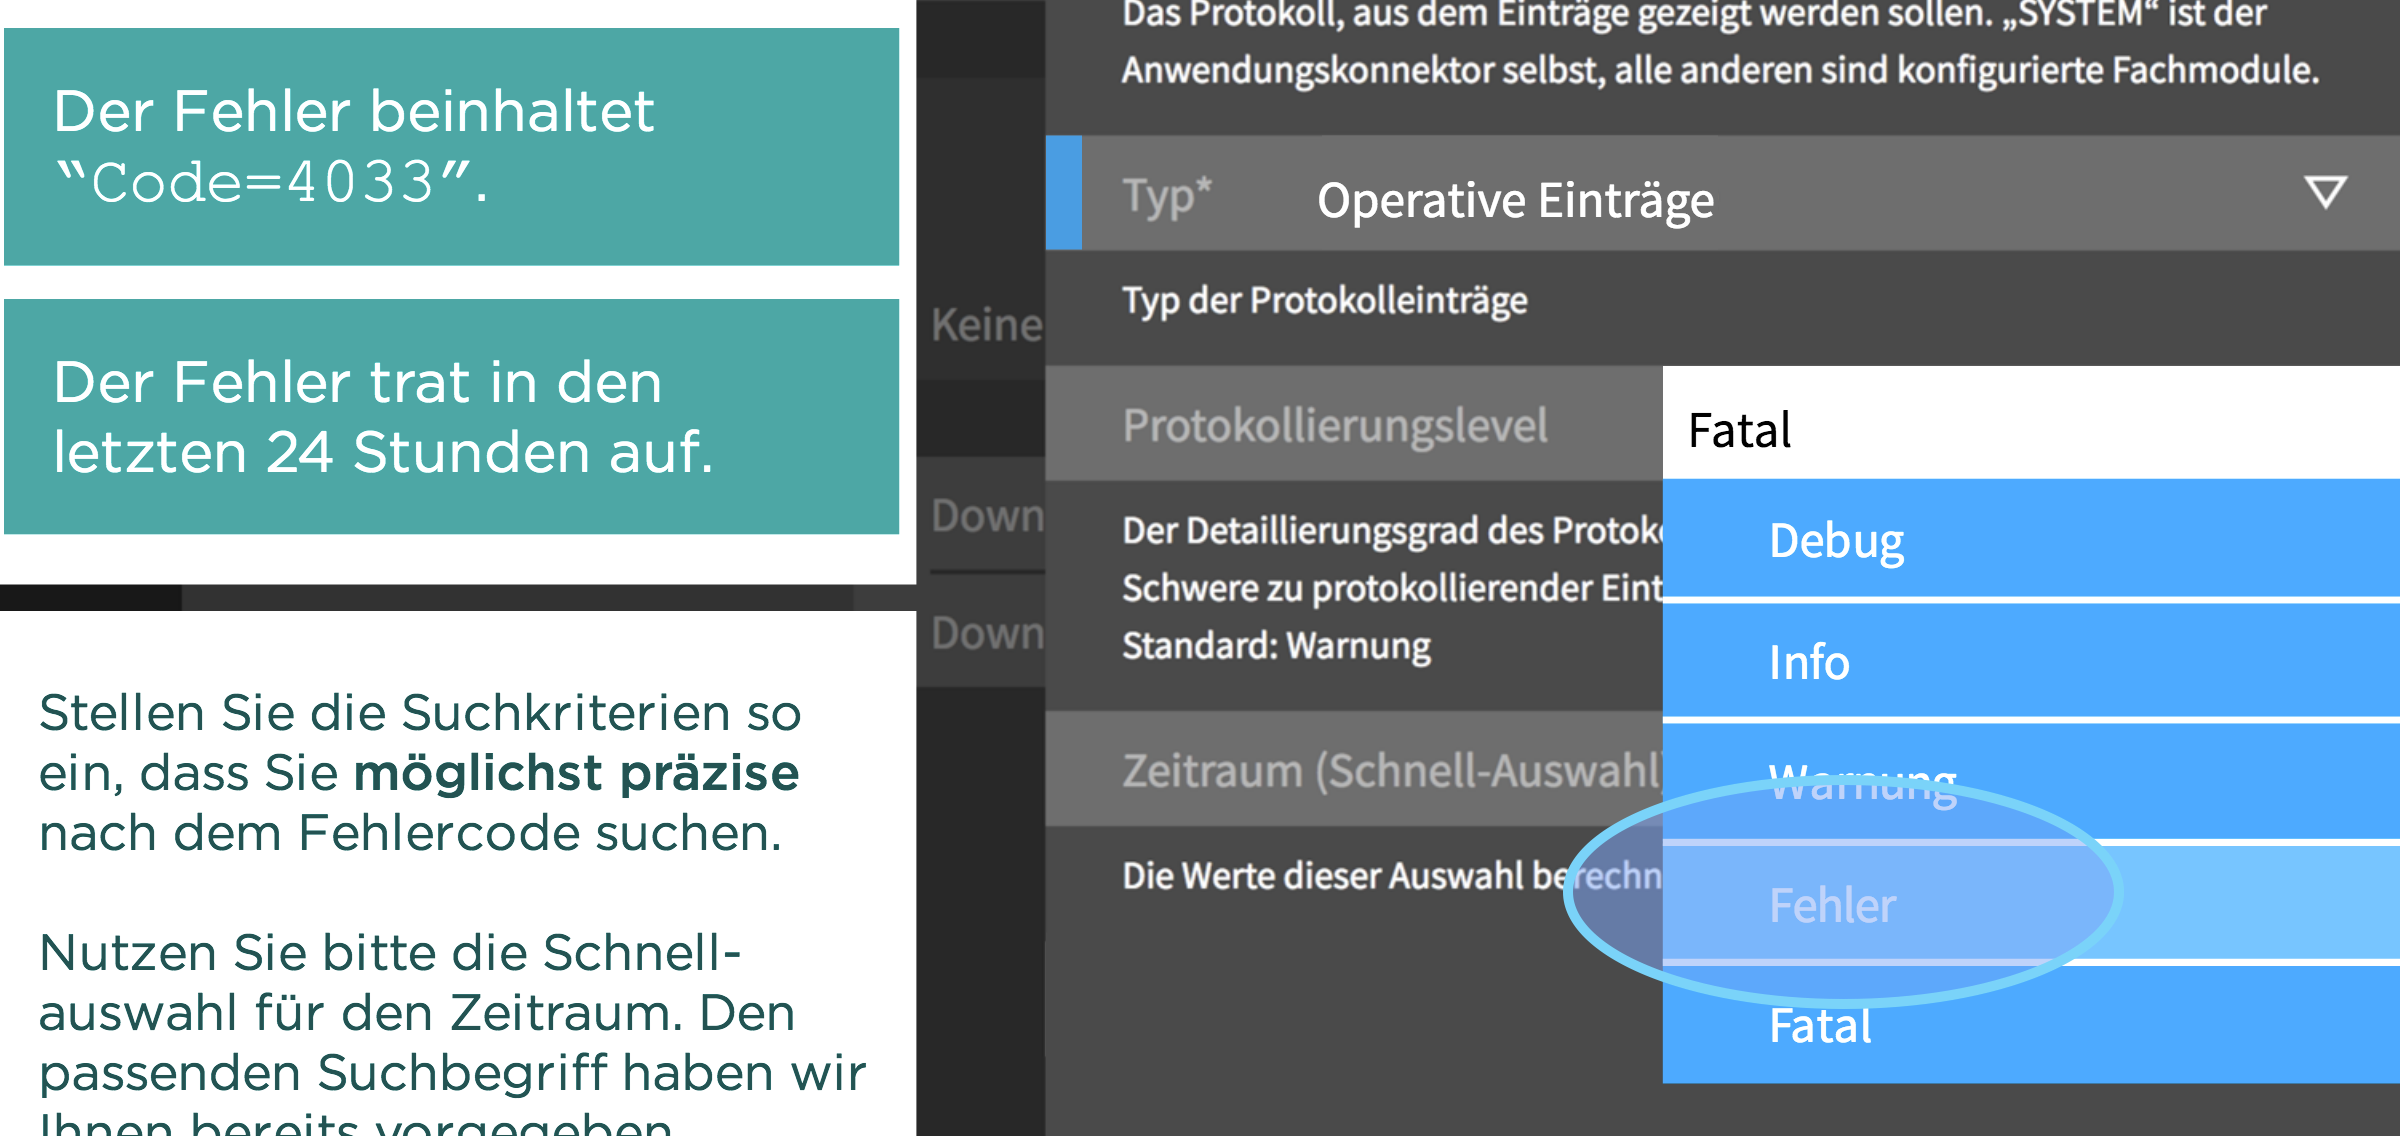 Der Fehler beinhaltet
“Code=4033”.
Der Fehler trat in den
letzten 24 Stunden auf.
Stellen Sie die Suchkriterien so
ein, dass Sie möglichst präzise
nach dem Fehlercode suchen.
Nutzen Sie bitte die Schnell-
auswahl für den Zeitraum. Den
passenden Suchbegriff haben wir
Ihnen bereits vorgegeben
Keine
Down
Down
Das Protokoll, aus dem Einträge gezeigt werden sollen. „SYSTEM“ ist der
Anwendungskonnektor selbst, alle anderen sind konfigurierte Fachmodule.
Typ* Operative Einträge
Typ der Protokolleinträge
Protokollierungslevel
Fatal
Der Detaillierungsgrad des Protok
Schwere zu protokollierender Eint
Standard: Warnung
Zeitraum (Schnell-Auswahl)
Die Werte dieser Auswahl berechn
Debug
Info
Warnung
Fehler
Fatal